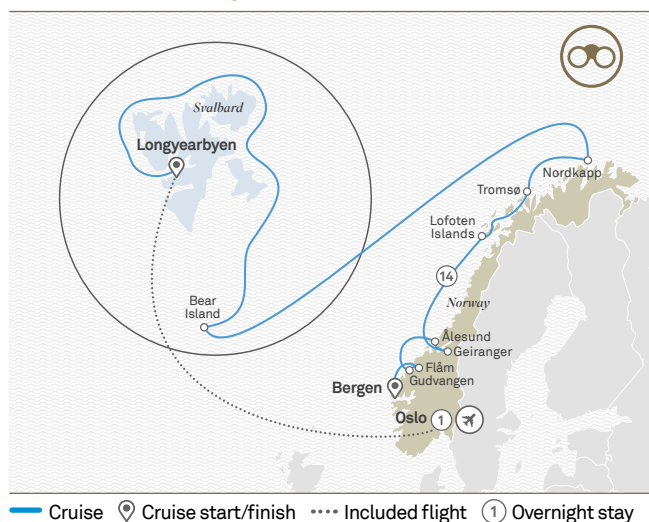 Svalbard
Longyearbyen
Nordkapp
Tromsø
Lofoten
Islands
14
Bear
Island
Norway
Ålesund
Geiranger
Flåm
Gudvangen
Bergen
Oslo 1
Cruise Cruise start/finish Included flight 1 Overnight stay